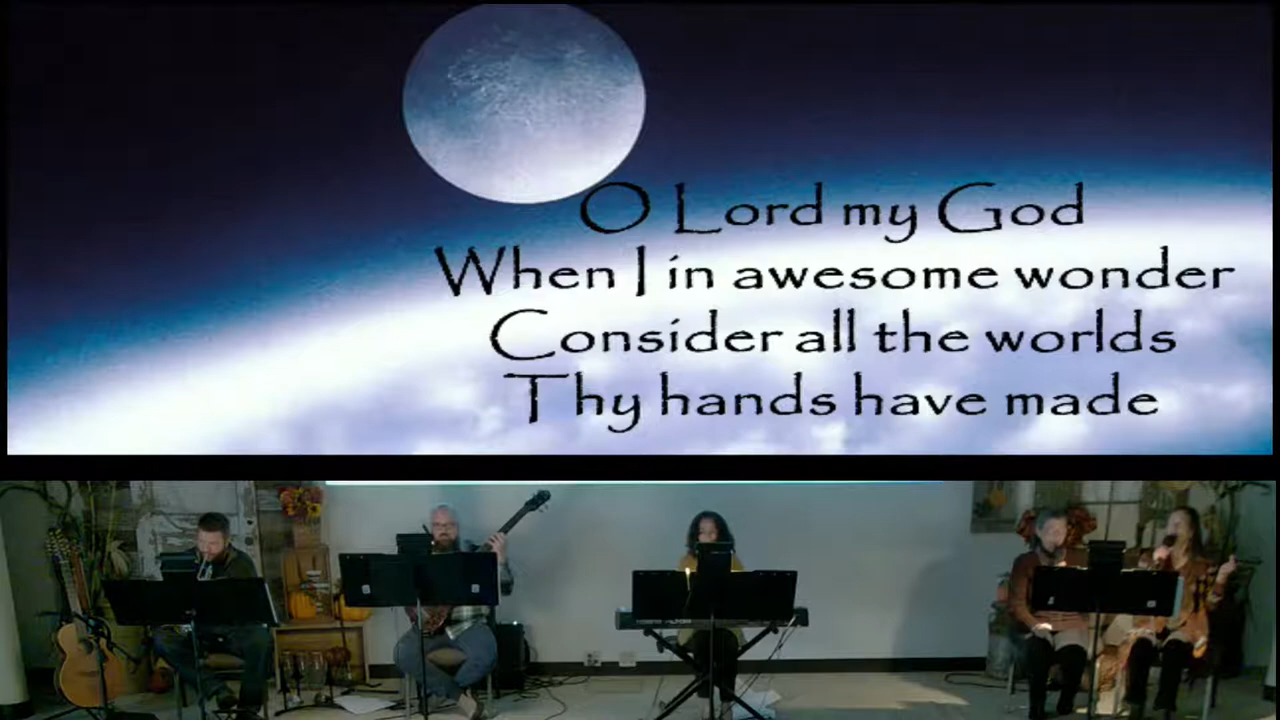 O Lord my God
When I in awesome wonder
Consider all the worlds
Thy hands have made